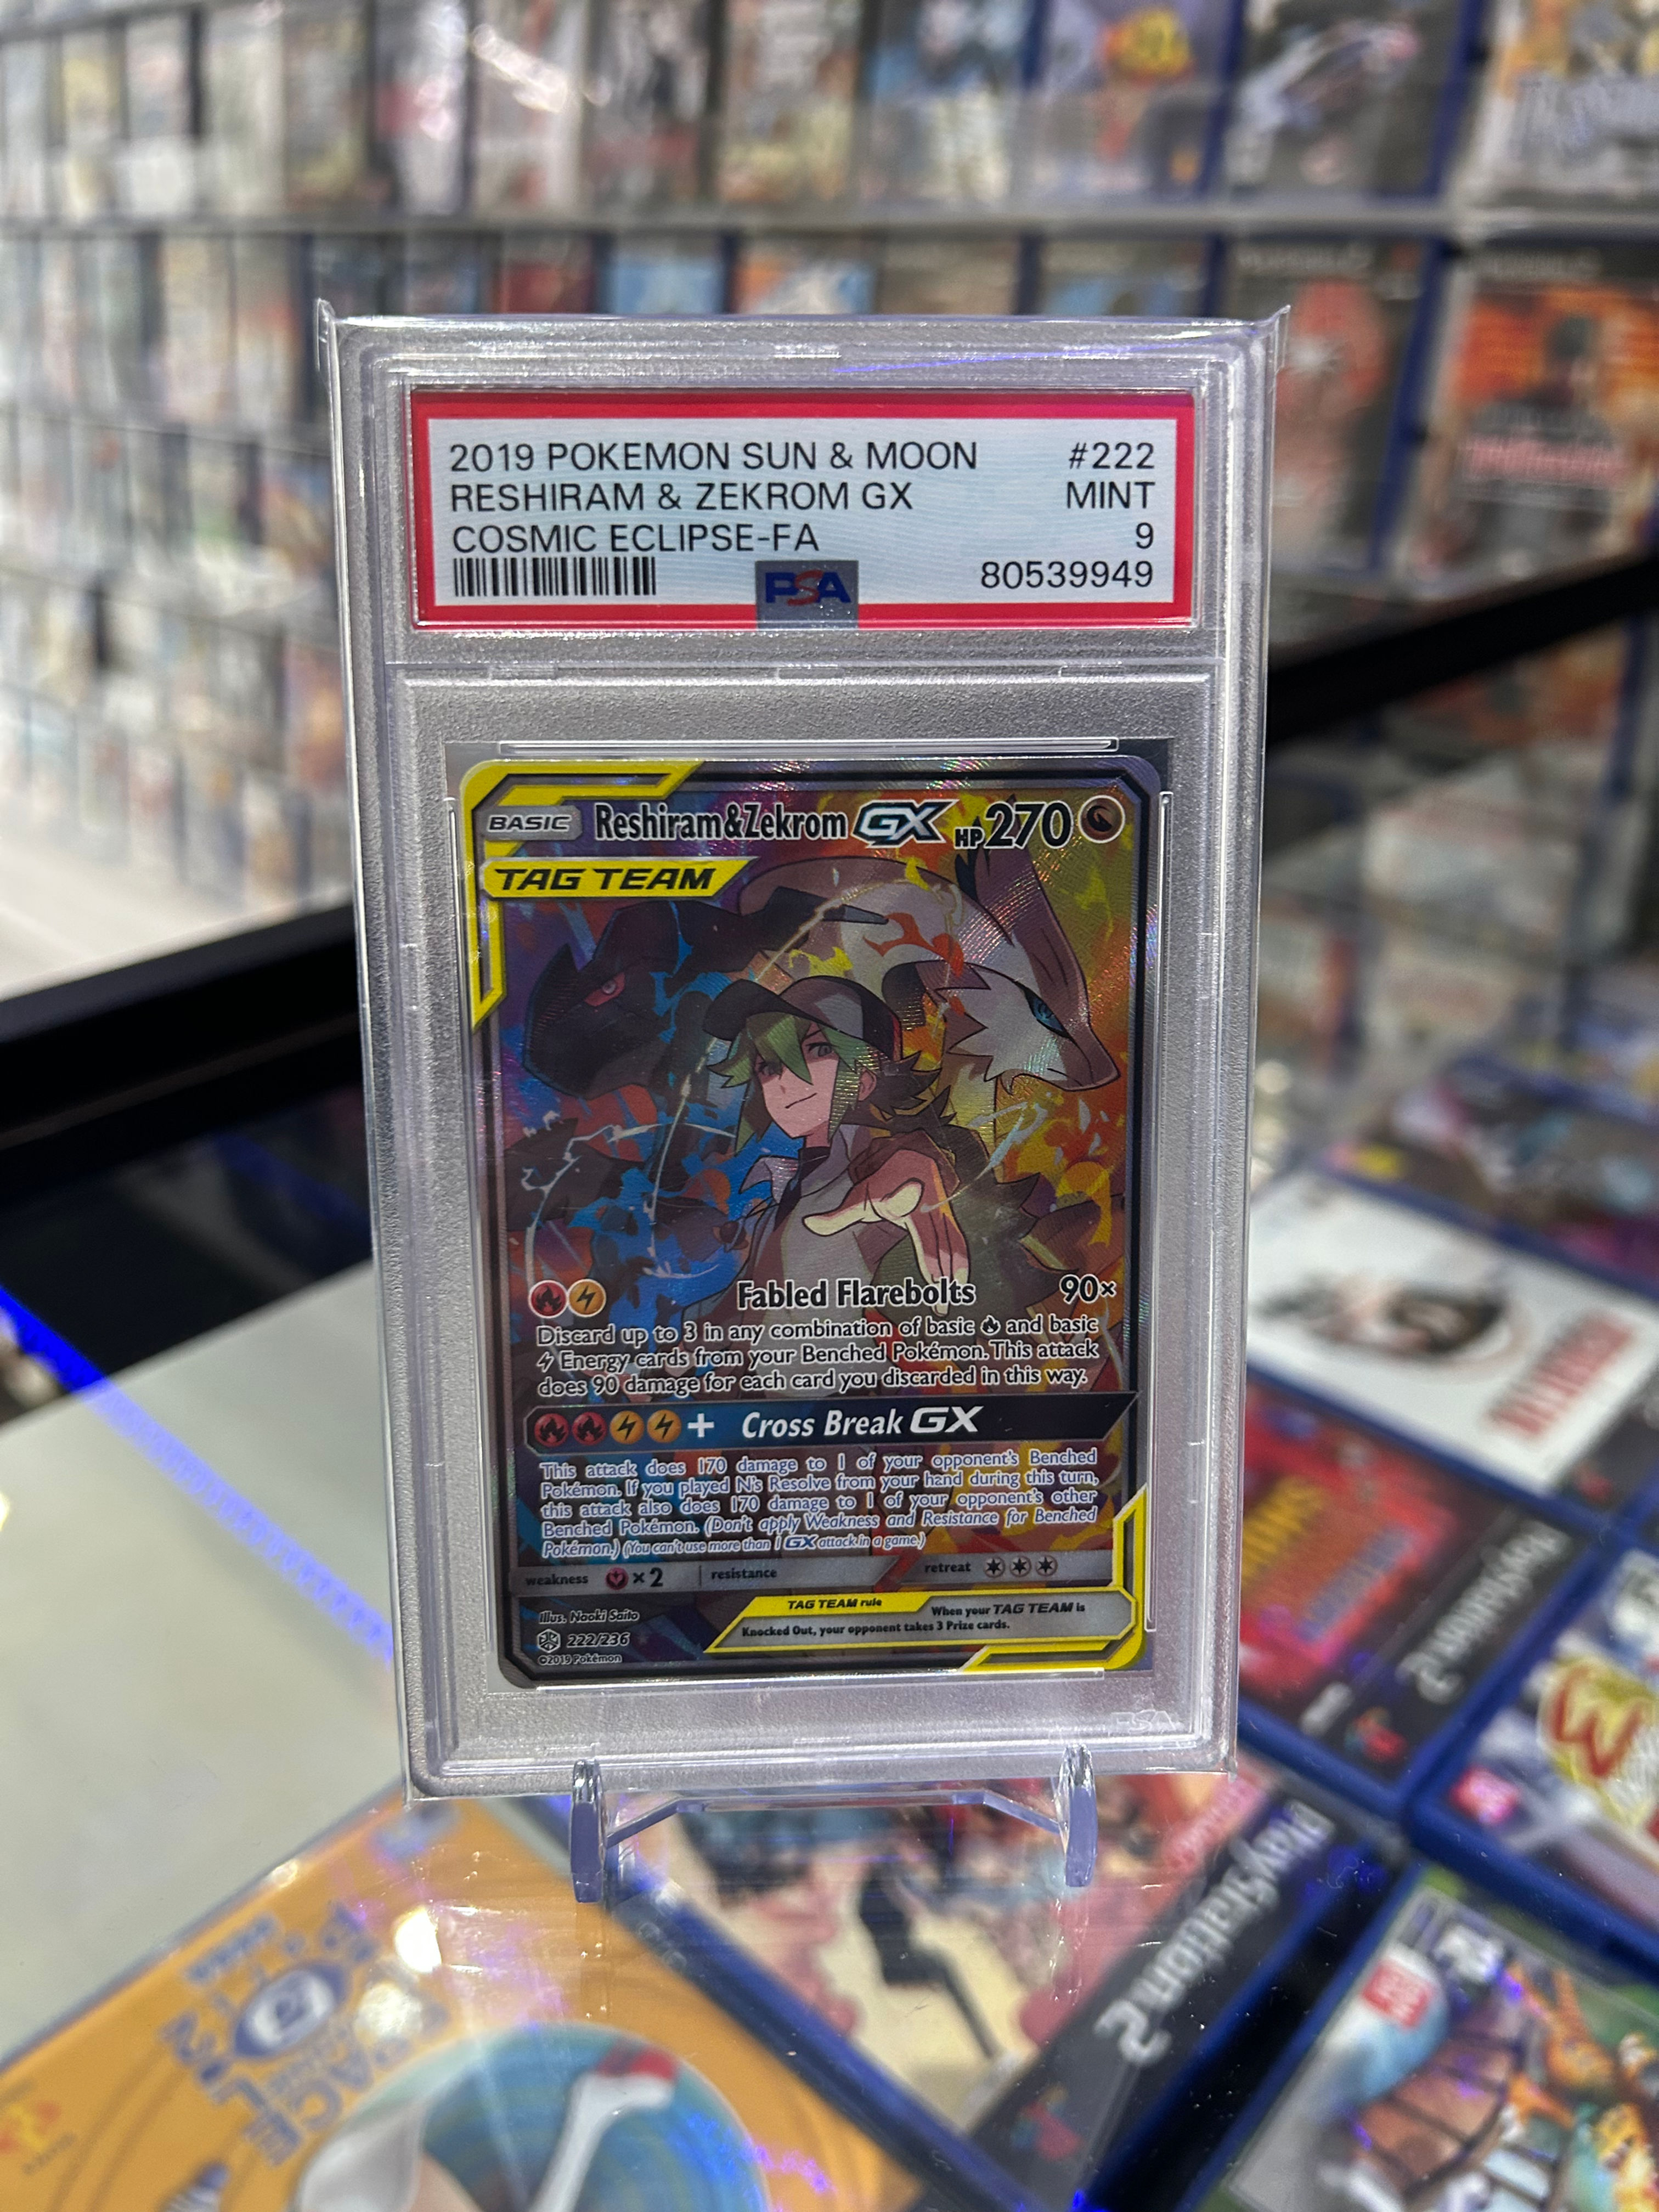 2019 POKEMON SUN & MOON #222
RESHIRAM & ZEKROM GX MINT
COSMIC ECLIPSE-FA 9
PSA 80539949
BASIC Reshiram&Zekrom GX HP270
TAG TEAM
Fabled Flarebolts 90×
Discard up to 3 in any combination of basic and basic
Energy cards from your Benched Pokémon. This attack
does 90 damage for each card you discarded in this way.
+ Cross Break GX
This attack does 170 damage to 1 of your opponent's Benched
Pokémon. If you played N's Resolve from your hand during this turn,
this attack also does 170 damage to 1 of your opponent's other
Benched Pokémon. (Don't apply Weakness and Resistance for Benched
Pokémon.) (You can't use more than 1 GX attack in a game.)
weakness ×2 resistance retreat
TAG TEAM rule When your TAG TEAM is
Knocked Out, your opponent takes 3 Prize cards.
Illus. Naoki Saito
222/236
©2019 Pokémon
PSA
PlayStation 2
PlayStation 2